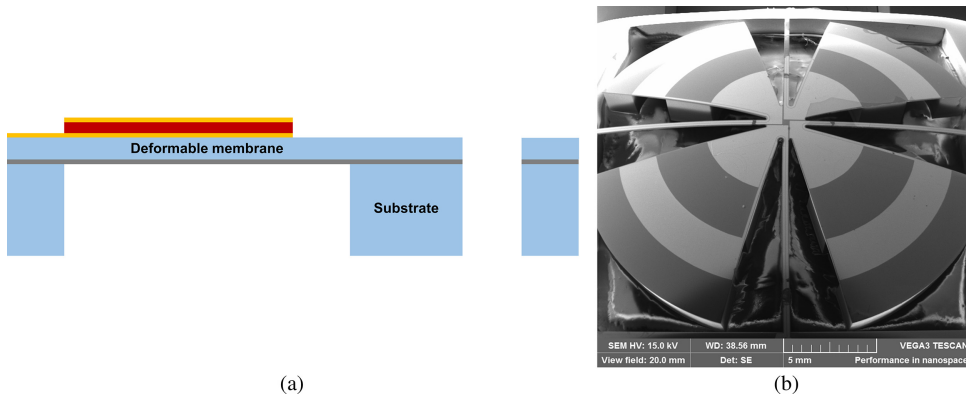 Deformable membrane
Substrate
SEM HV: 15.0 kV WD: 38.56 mm VEGA3 TESCAN
View field: 20.0 mm Det: SE 5 mm Performance in nanospace
(a) (b)